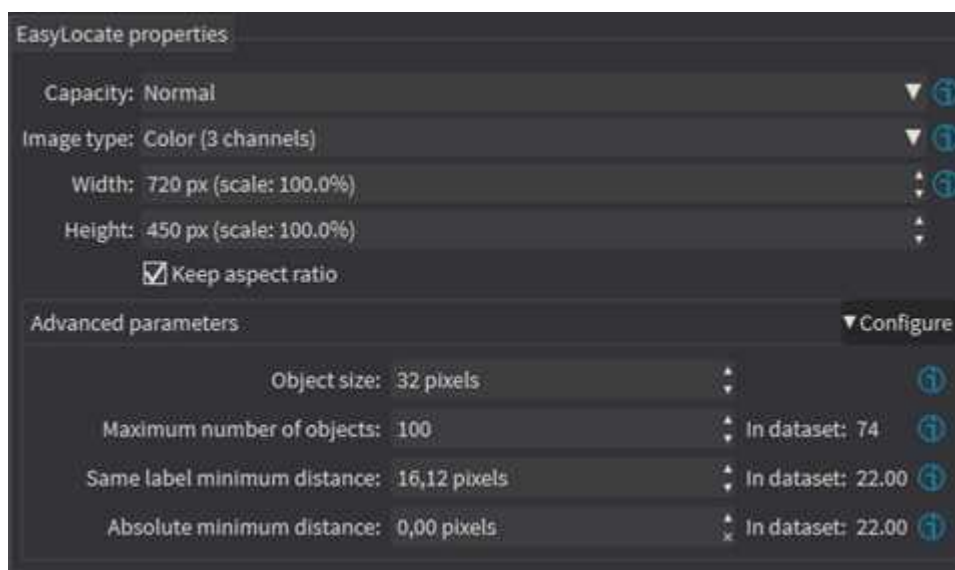 EasyLocate properties
Capacity: Normal
Image type: Color (3 channels)
Width: 720 px (scale: 100.0%)
Height: 450 px (scale: 100.0%)
Keep aspect ratio
Advanced parameters Configure
Object size: 32 pixels
Maximum number of objects: 100 In dataset: 74
Same label minimum distance: 16,12 pixels In dataset: 22.00
Absolute minimum distance: 0,00 pixels In dataset: 22.00